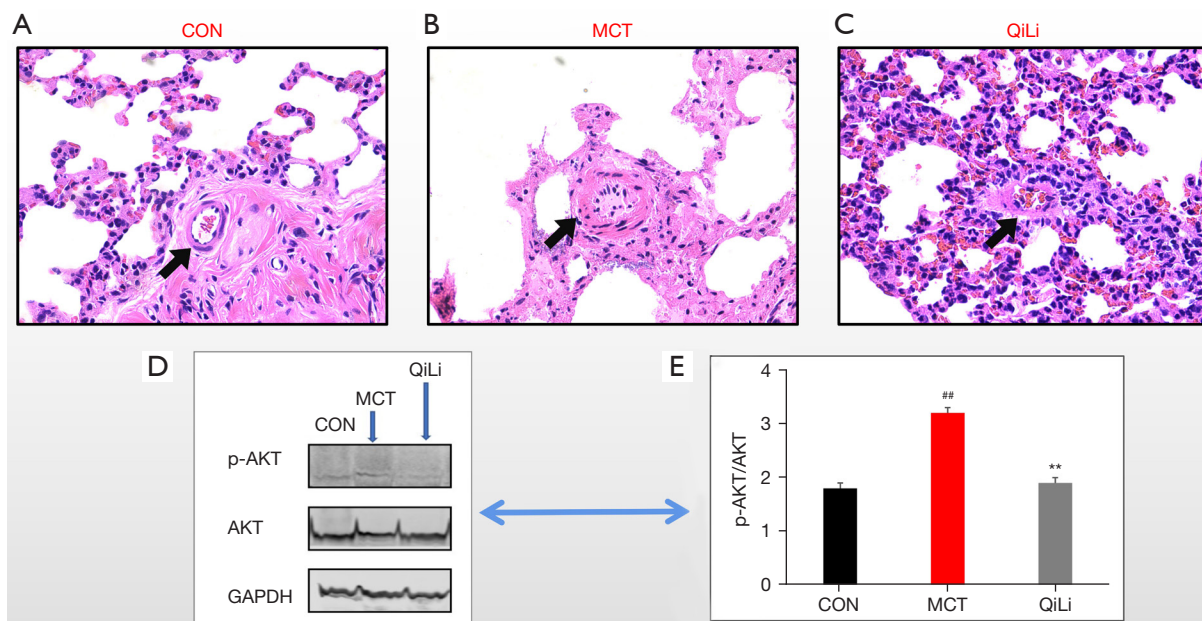 A
CON
B
MCT
C
QiLi
D
QiLi
MCT
CON
p-AKT
AKT
GAPDH
E
p-AKT/AKT
4
3
2
1
0
##
**
CON
MCT
QiLi